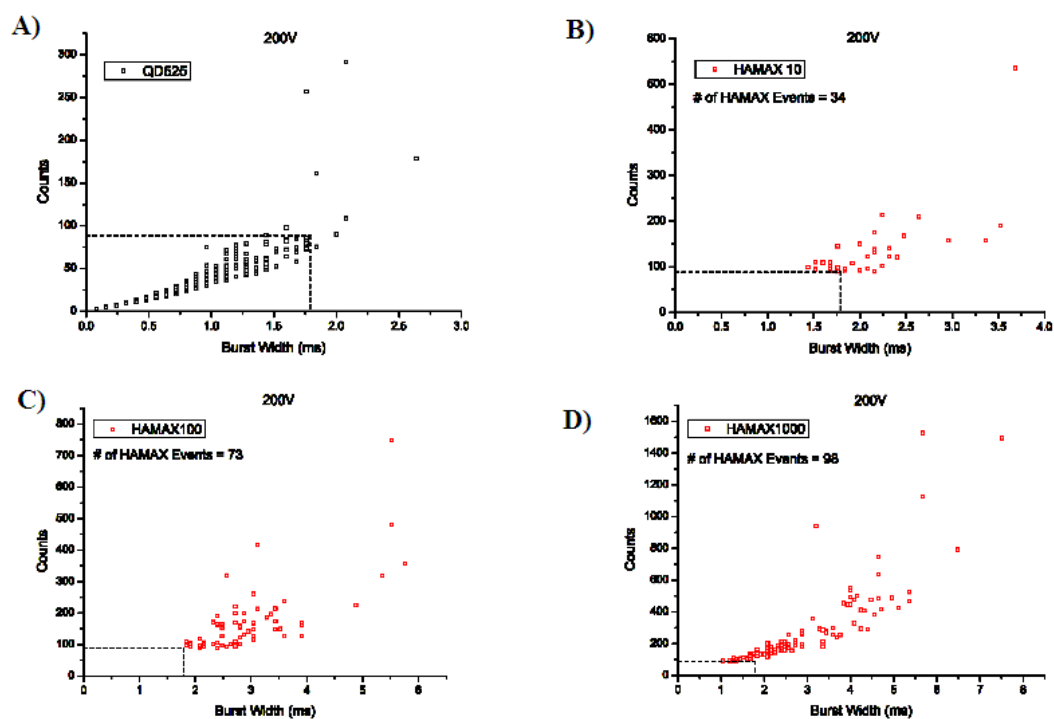 A)
200V
QD525
Counts
300
250
200
150
100
50
0
0.0 0.5 1.0 1.5 2.0 2.5 3.0
Burst Width (ms)
B)
200V
HAMAX 10
# of HAMAX Events = 34
Counts
600
500
400
300
200
100
0
0.0 0.5 1.0 1.5 2.0 2.5 3.0 3.5 4.0
Burst Width (ms)
C)
200V
HAMAX100
# of HAMAX Events = 73
Counts
800
700
600
500
400
300
200
100
0
0 1 2 3 4 5 6
Burst Width (ms)
D)
200V
HAMAX1000
# of HAMAX Events = 98
Counts
1600
1400
1200
1000
800
600
400
200
0
0 1 2 3 4 5 6 7 8
Burst Width (ms)